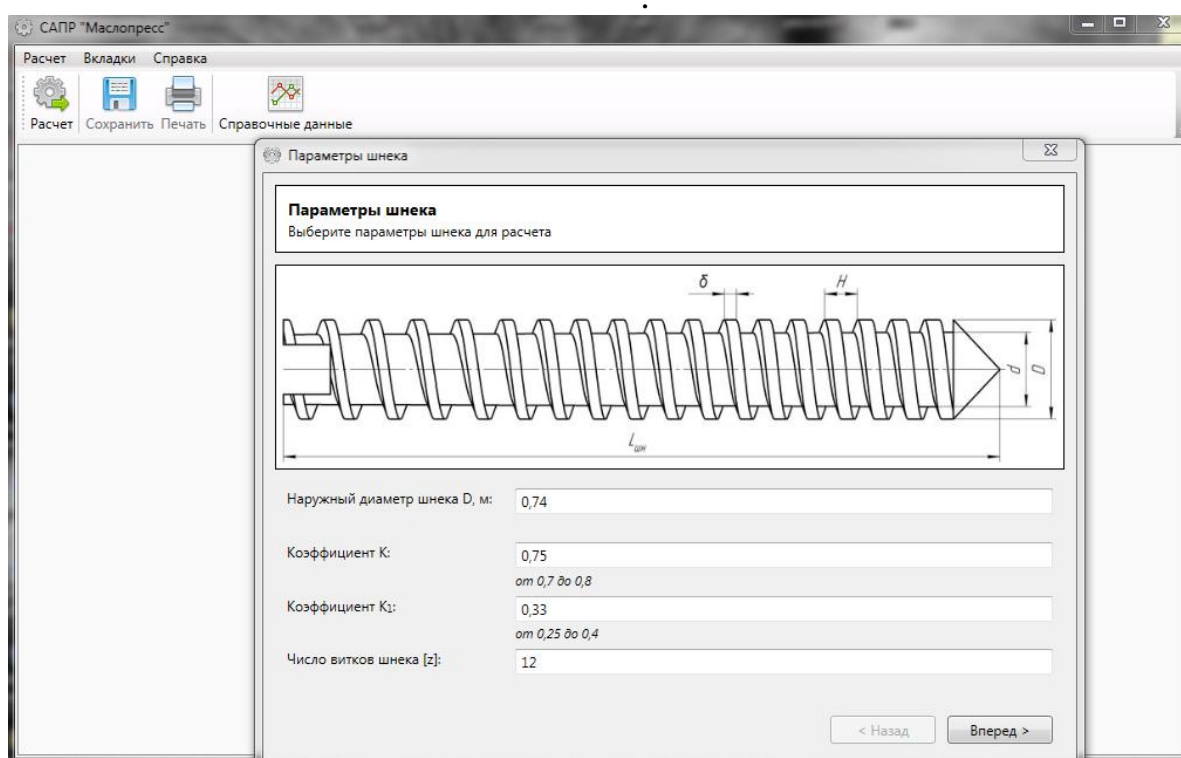 .
САПР "Маслопресс"
Расчет Вкладки Справка
Расчет Сохранить Печать Справочные данные
Параметры шнека
Параметры шнека
Выберите параметры шнека для расчета
δ H
d D
Lшн
Наружный диаметр шнека D, м: 0,74
Коэффициент K: 0,75
от 0,7 до 0,8
Коэффициент K1: 0,33
от 0,25 до 0,4
Число витков шнека [z]: 12
< Назад Вперед >